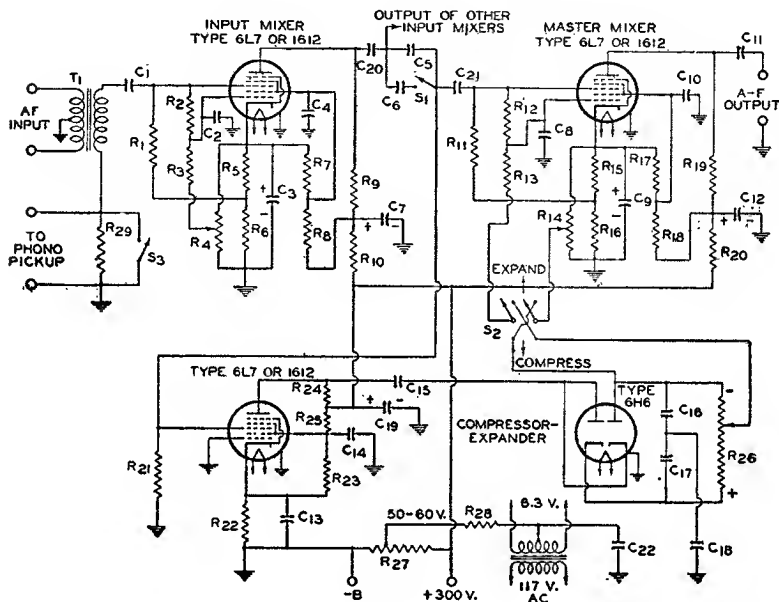 INPUT MIXER
TYPE 6L7 OR 1612
OUTPUT OF OTHER
INPUT MIXERS
MASTER MIXER
TYPE 6L7 OR 1612
C11
T1
C1
C20
C5
C6
S1
C21
C10
A-F
OUTPUT
AF
INPUT
R2
C2
C4
R12
C8
R1
R3
R5
R7
C3
+
-
R9
R11
R13
R15
R17
C9
+
-
R19
R4
R6
R8
C7
+
R10
R14
R16
R18
C12
+
-
R20
TO
PHONO
PICKUP
R29
S3
EXPAND
S2
COMPRESS
TYPE 6L7 OR 1612
R24
C15
TYPE
6H6
R25
+
-
C19
COMPRESSOR-
EXPANDER
C16
-
R26
+
C14
R21
R23
C17
R22
C13
50-60 V.
R28
6.3 V.
C18
R27
C22
-B
+300 V.
117 V.
AC